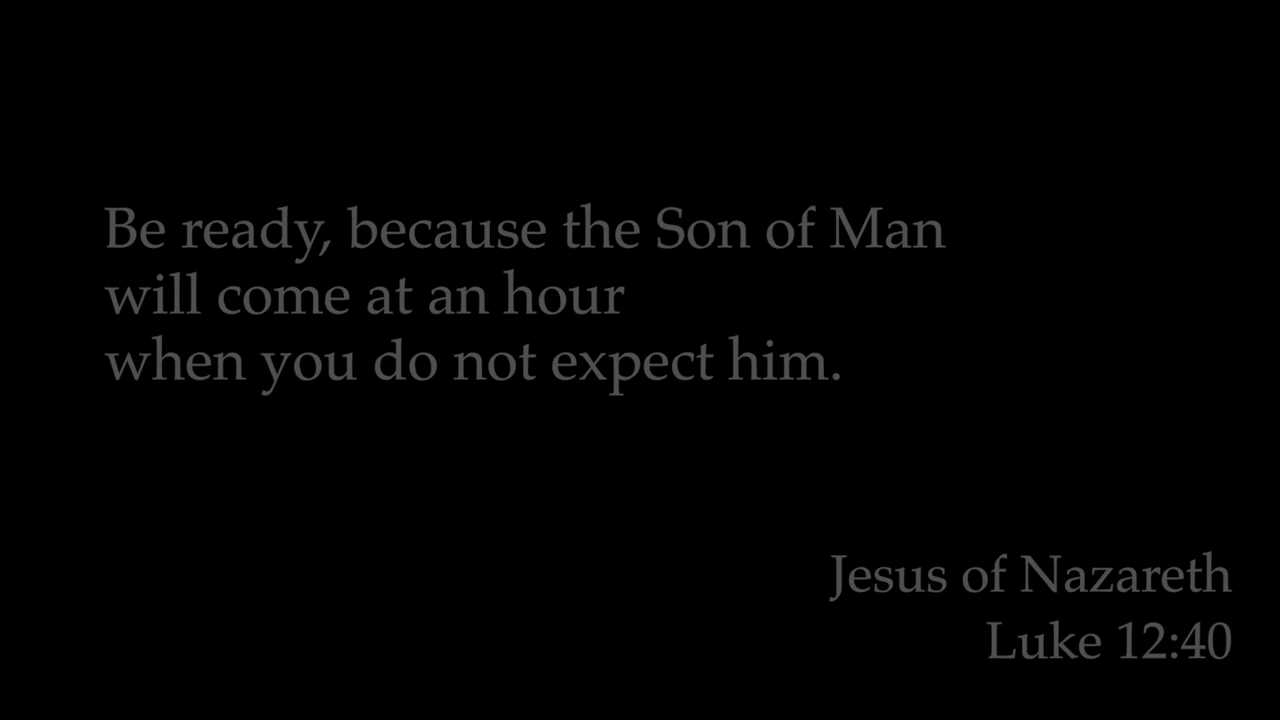 Be ready, because the Son of Man
will come at an hour
when you do not expect him.
Jesus of Nazareth
Luke 12:40